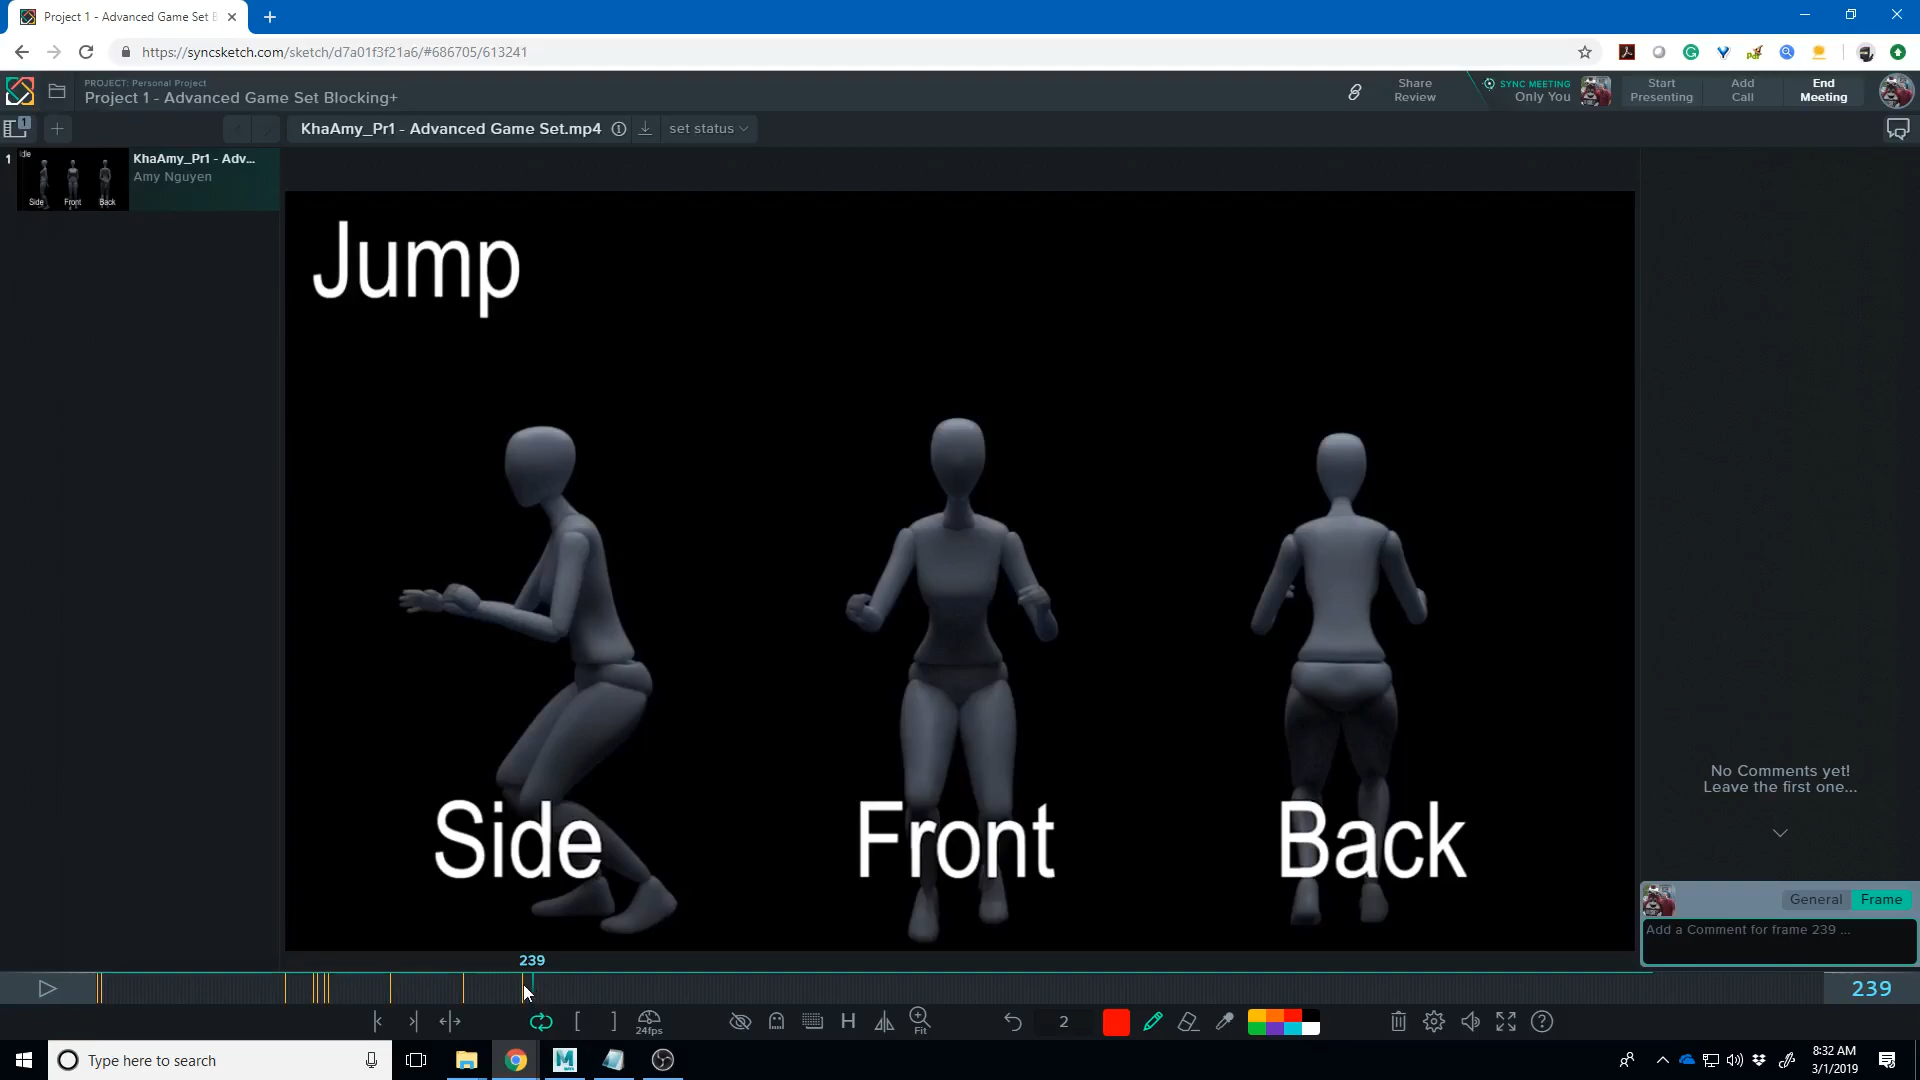 Project 1 - Advanced Game Set B
https://syncsketch.com/sketch/d7a01f3f21a6/#686705/613241
PROJECT: Personal Project
Project 1 - Advanced Game Set Blocking+
Share
Review
SYNC MEETING
Only You
Start
Presenting
Add
Call
End
Meeting
1
KhaAmy_Pr1 - Advanced Game Set.mp4
set status
1
Idle
Side Front Back
KhaAmy_Pr1 - Adv...
Amy Nguyen
Jump
Side
Front
Back
No Comments yet!
Leave the first one...
General
Frame
Add a Comment for frame 239 ...
239
239
24fps
H
Fit
2
Type here to search
8:32 AM
3/1/2019